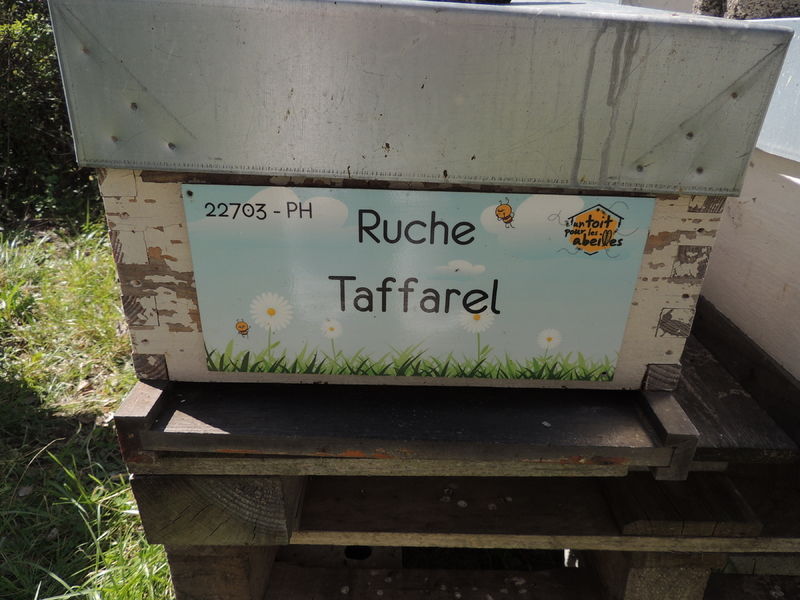 22703 - PH
Ruche
Taffarel
un toit
pour les
abeilles